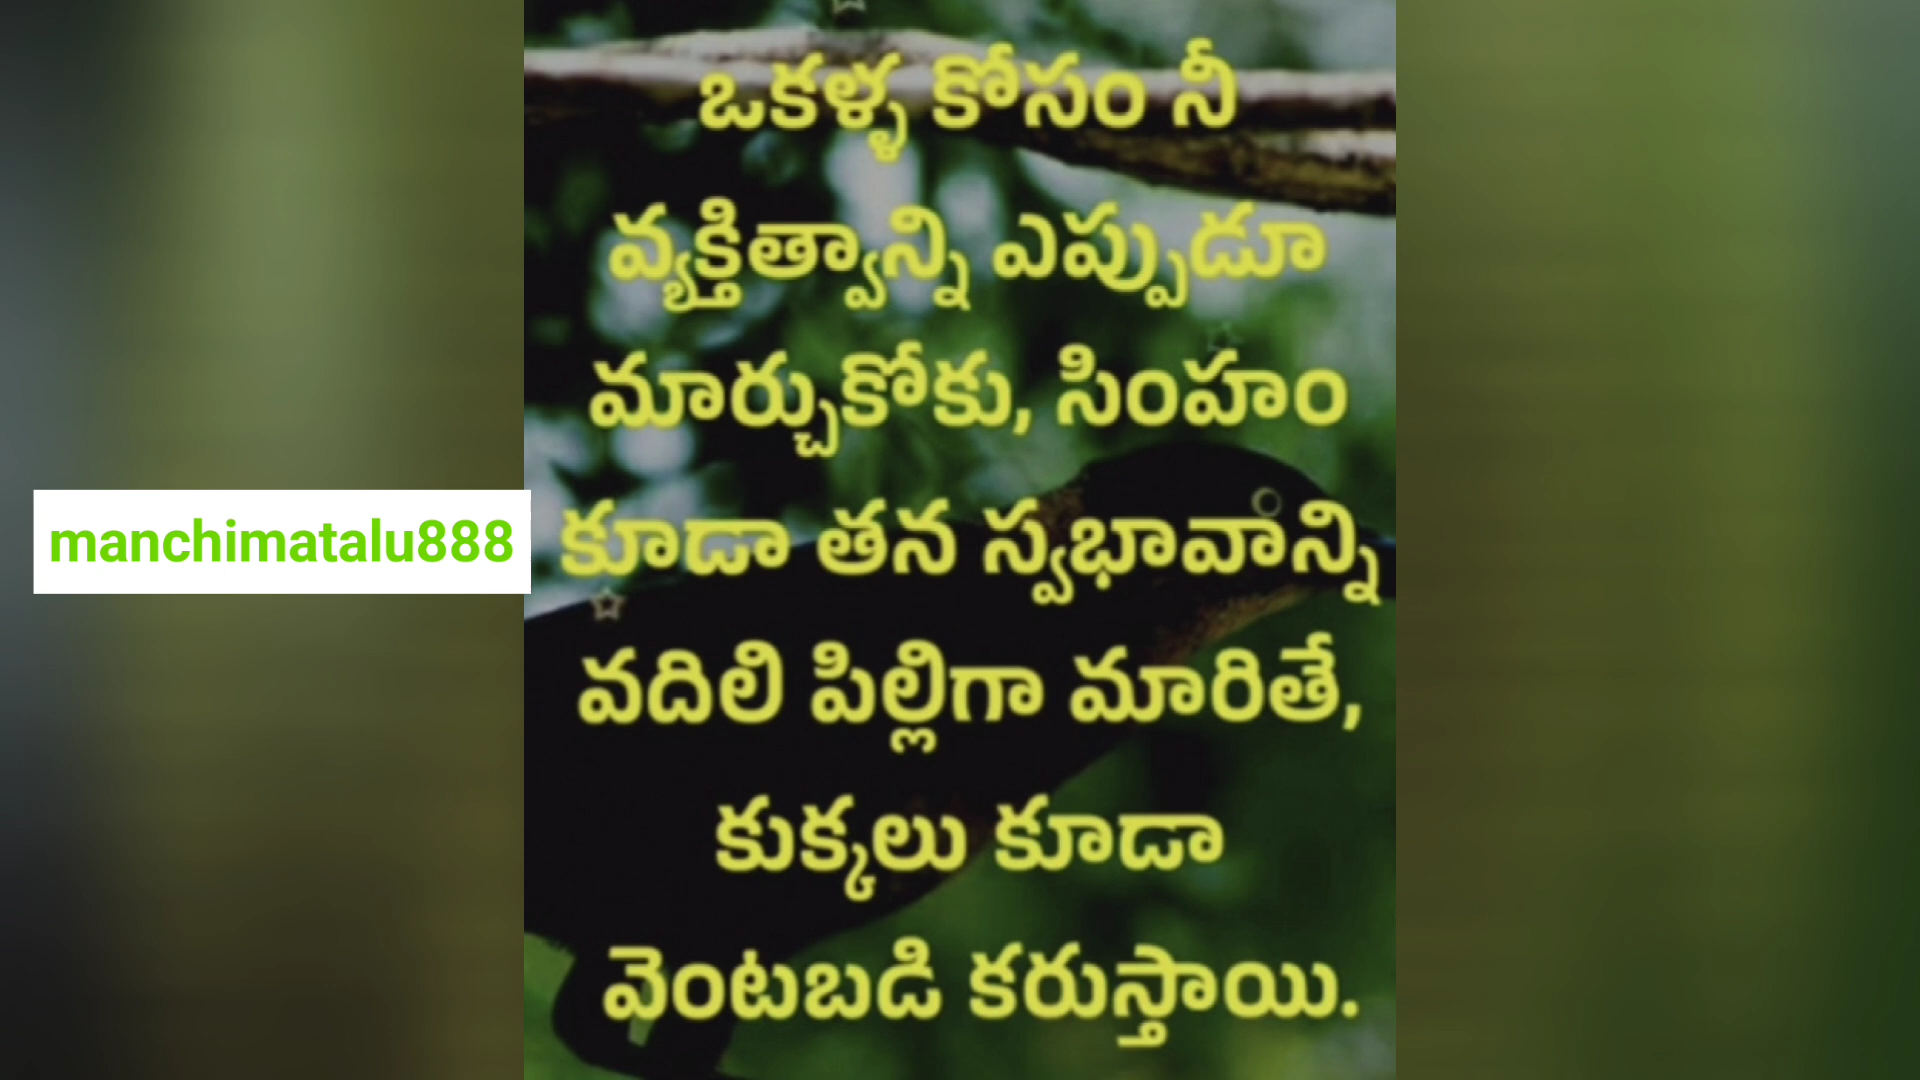 ఒకళ్ళ కోసం నీ
వ్యక్తిత్వాన్ని ఎప్పుడూ
మార్చుకోకు, సింహం
కూడా తన స్వభావాన్ని
వదిలి పిల్లిగా మారితే,
కుక్కలు కూడా
వెంటబడి కరుస్తాయి.
manchimatalu888